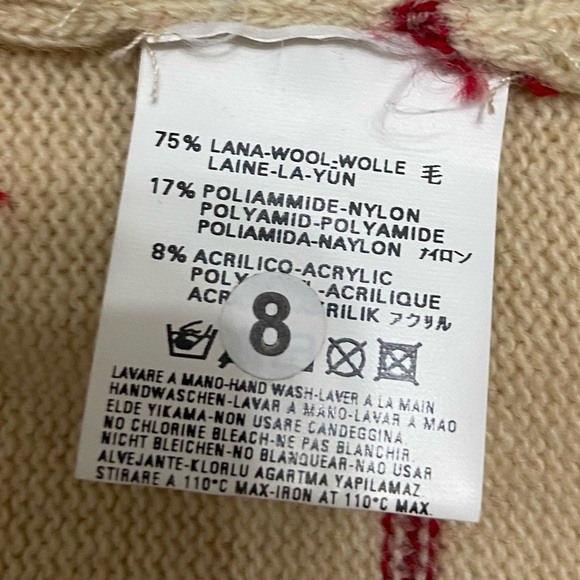 75% LANA-WOOL-WOLLE 毛
LAINE-LA-YÜN
17% POLIAMMIDE-NYLON
POLYAMID-POLYAMIDE
POLIAMIDA-NAYLON ナイロン
8% ACRILICO-ACRYLIC
-ACRILIQUE
アクリル
8
LAVARE A MANO-HAND WASH-LAVER A LA MAIN
HANDWASCHEN-LAVAR A MANO-LAVAR A MAO
ELDE YIKAMA-NON USARE CANDEGGINA
NO CHLORINE BLEACH-NE PAS BLANCHIR
NICHT BLEICHEN-NO BLANQUEAR-NAO USAR
ALVEJANTE-KLORLU AGARTMA YAPILAMAZ
STIRARE A 110°C MAX-IRON AT 110°C MAX.